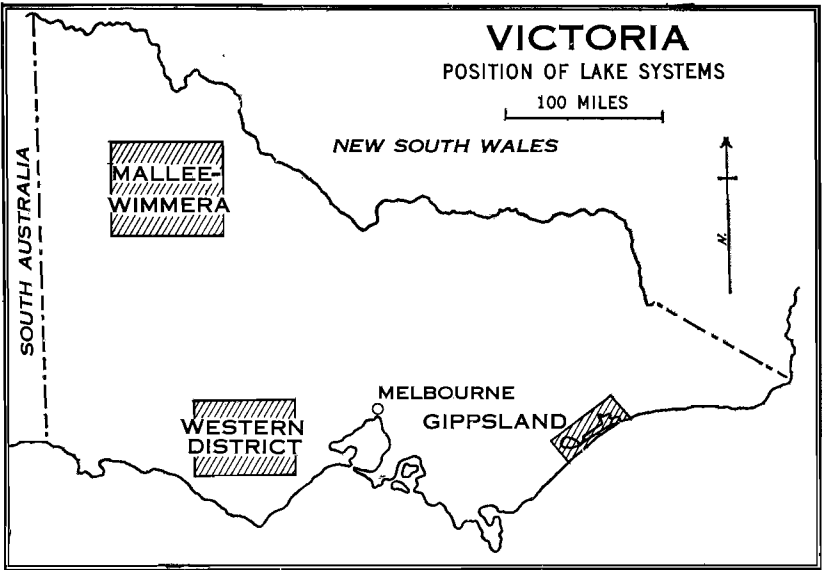 VICTORIA
POSITION OF LAKE SYSTEMS
100 MILES
NEW SOUTH WALES
MALLEE-
WIMMERA
SOUTH AUSTRALIA
N.
MELBOURNE
GIPPSLAND
WESTERN
DISTRICT